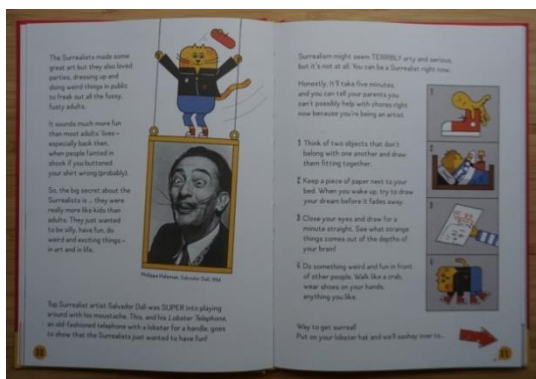 The Surrealists made some
great art but they also loved
parties, dressing up and
doing weird things in public
to freak out all the fussy,
fusty adults.
It sounds much more fun
than most adults' lives –
especially back then,
when people fainted in
shock if you buttoned
your shirt wrong (probably).
So, the big secret about the
Surrealists is ... they were
really more like kids than
adults. They just wanted
to be silly, have fun, do
weird and exciting things –
in art and in life.
Philippe Halsman, Salvador Dalí, 1954
Top Surrealist artist Salvador Dalí was SUPER into playing
around with his moustache. This, and his Lobster Telephone,
an old-fashioned telephone with a lobster for a handle, goes
to show that the Surrealists just wanted to have fun!
Surrealism might seem TERRIBLY arty and serious,
but it's not at all. You can be a Surrealist right now.
Honestly. It'll take five minutes,
and you can tell your parents you
can't possibly help with chores right
now because you're being an artist.
1 Think of two objects that don't
belong with one another and draw
them fitting together.
2 Keep a piece of paper next to your
bed. When you wake up, try to draw
your dream before it fades away.
3 Close your eyes and draw for a
minute straight. See what strange
things comes out of the depths of
your brain!
4 Do something weird and fun in front
of other people. Walk like a crab,
wear shoes on your hands,
anything you like.
1
2
3
4
Way to get surreal!
Put on your lobster hat and we'll sashay over to...